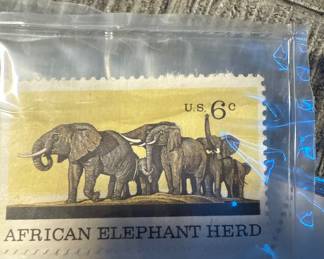 U.S. 6c
AFRICAN ELEPHANT HERD